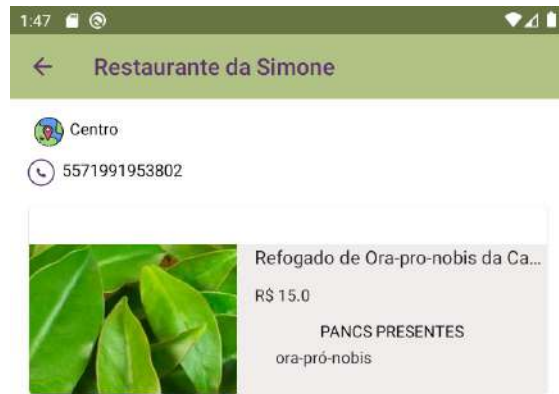 1:47
Restaurante da Simone
Centro
5571991953802
Refogado de Ora-pro-nobis da Ca...
R$ 15.0
PANCS PRESENTES
ora-pró-nobis